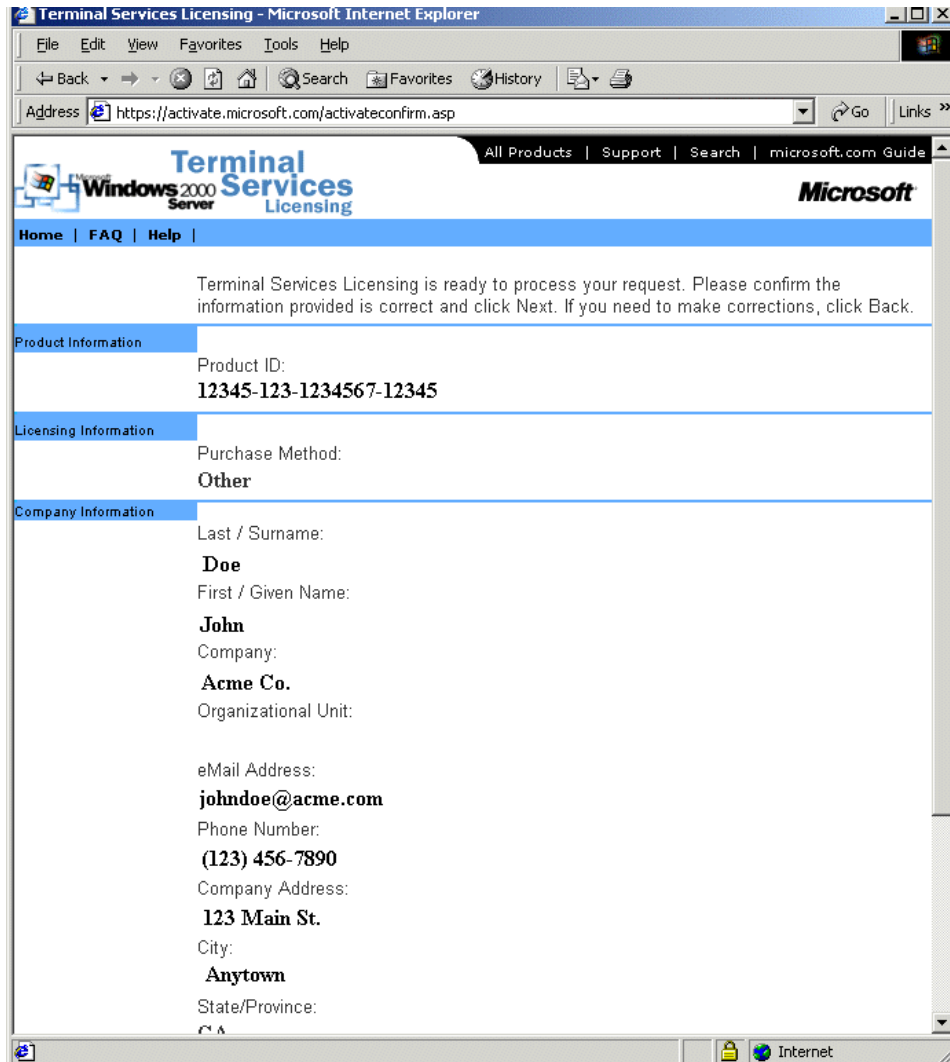 Terminal Services Licensing - Microsoft Internet Explorer
File Edit View Favorites Tools Help
Back Search Favorites History
Address https://activate.microsoft.com/activateconfirm.asp Go Links »
All Products | Support | Search | microsoft.com Guide
Terminal
Microsoft Windows 2000 Services
Server Licensing
Microsoft
Home | FAQ | Help |
Terminal Services Licensing is ready to process your request. Please confirm the
information provided is correct and click Next. If you need to make corrections, click Back.
Product Information
Product ID:
12345-123-1234567-12345
Licensing Information
Purchase Method:
Other
Company Information
Last / Surname:
Doe
First / Given Name:
John
Company:
Acme Co.
Organizational Unit:
eMail Address:
johndoe@acme.com
Phone Number:
(123) 456-7890
Company Address:
123 Main St.
City:
Anytown
State/Province:
CA
Internet